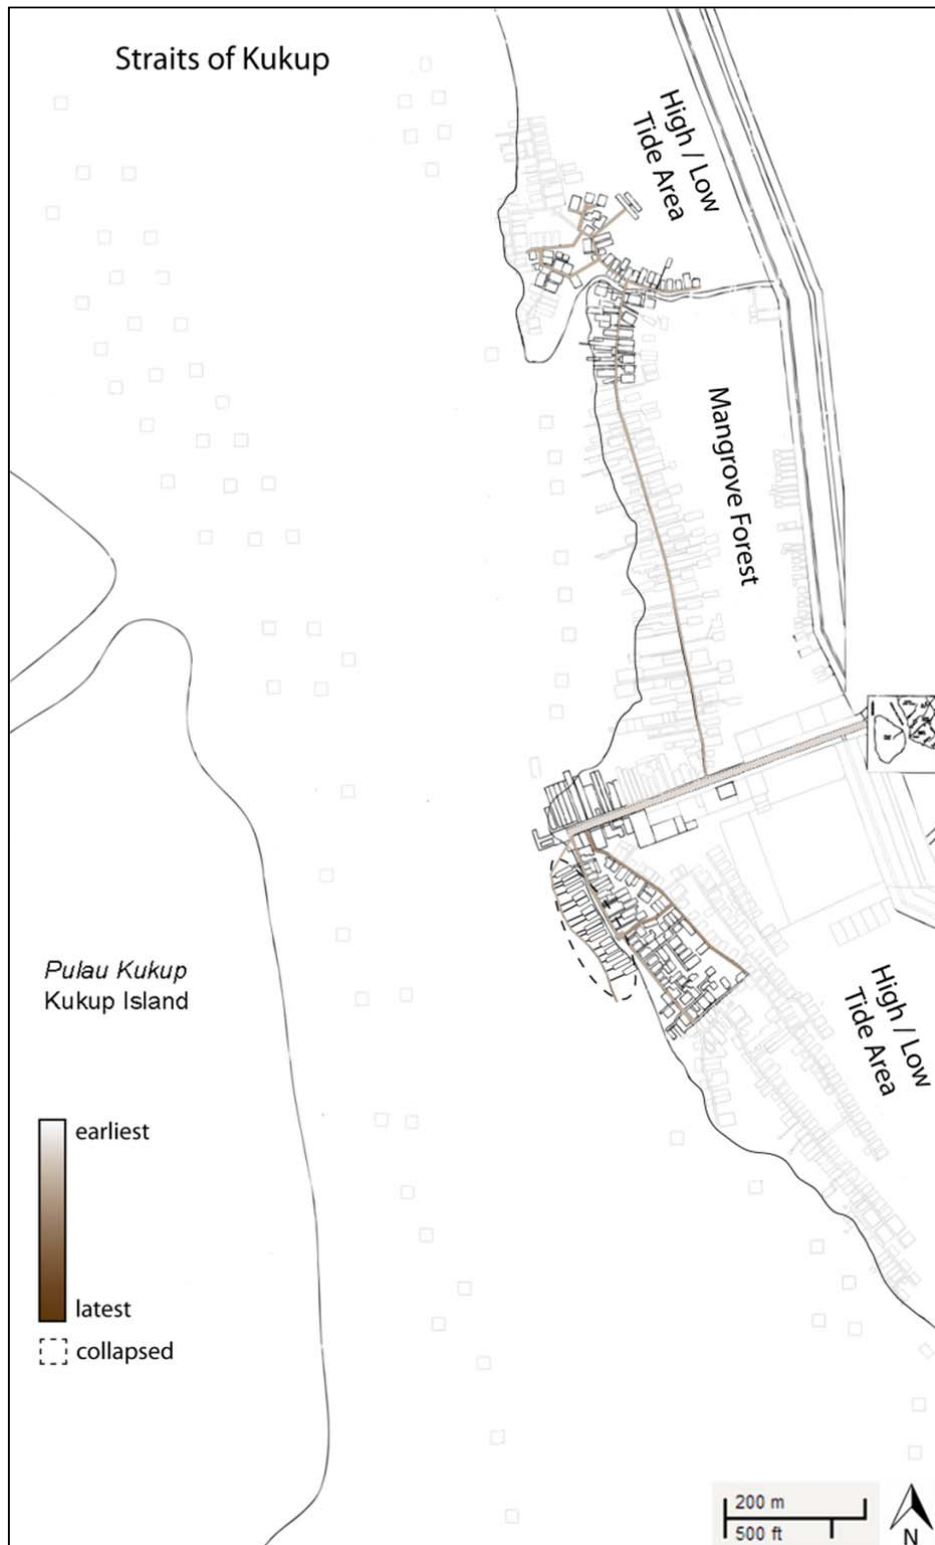 Straits of Kukup
High / Low
Tide Area
Mangrove Forest
Pulau Kukup
Kukup Island
High / Low
Tide Area
earliest
latest
collapsed
200 m
500 ft
N